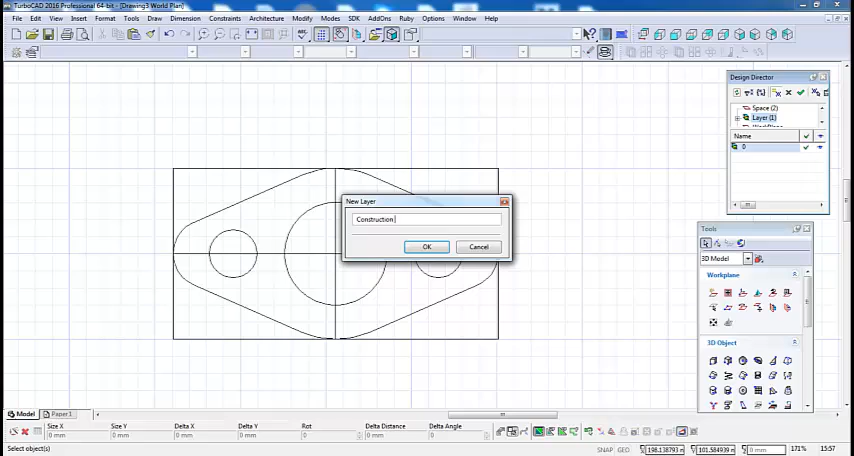 TurboCAD 2016 Professional 64-bit - [Drawing3 World Plan]
File Edit View Insert Format Tools Draw Dimension Constraints Architecture Modify Modes SDK AddOns Ruby Options Window Help
Design Director
Space (2)
Layer (1)
Name
0
New Layer
Construction
OK Cancel
Tools
3D Model
Workplane
3D Object
Model Paper1
Size X Size Y Delta X Delta Y Rot Delta Distance Delta Angle
0 mm 0 mm 0 mm 0 mm 0 0 mm 0
Select object(s) SNAP GEO 198.138793 m 101.584939 m 0 mm 171% 15:57